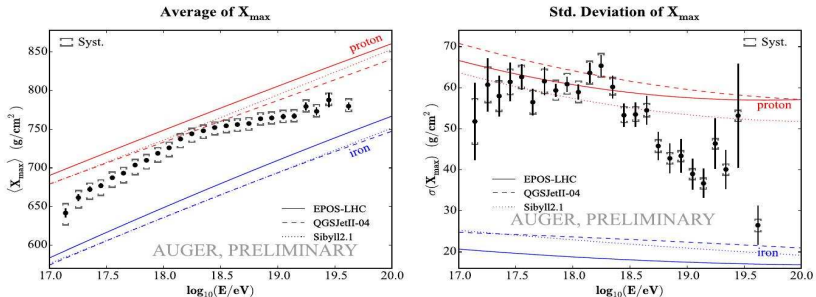 Average of Xmax
850
800
750
700
650
600
⟨Xmax⟩ (g/cm²)
proton
iron
Syst.
EPOS-LHC
QGSJetII-04
Sibyll2.1
AUGER, PRELIMINARY
17.0 17.5 18.0 18.5 19.0 19.5 20.0
log10(E/eV)
Std. Deviation of Xmax
70
60
50
40
30
20
σ(Xmax) (g/cm²)
Syst.
proton
iron
EPOS-LHC
QGSJetII-04
Sibyll2.1
AUGER, PRELIMINARY
17.0 17.5 18.0 18.5 19.0 19.5 20.0
log10(E/eV)